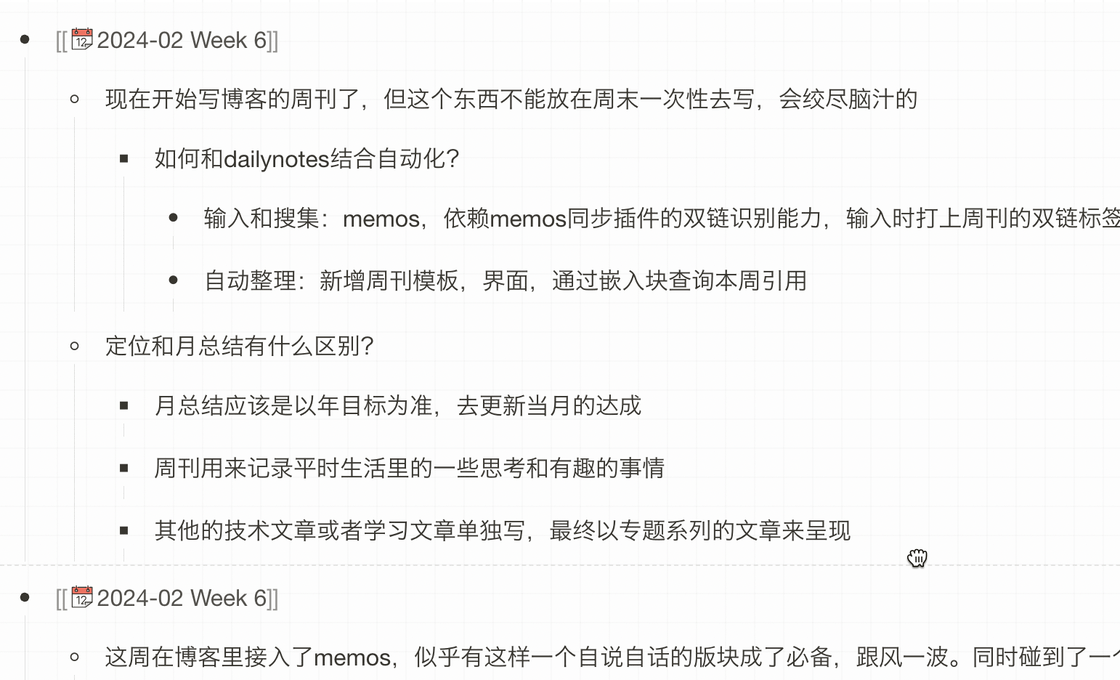 [[📅2024-02 Week 6]]
现在开始写博客的周刊了，但这个东西不能放在周末一次性去写，会绞尽脑汁的
如何和dailynotes结合自动化？
输入和搜集：memos，依赖memos同步插件的双链识别能力，输入时打上周刊的双链标签
自动整理：新增周刊模板，界面，通过嵌入块查询本周引用
定位和月总结有什么区别？
月总结应该是以年目标为准，去更新当月的达成
周刊用来记录平时生活里的一些思考和有趣的事情
其他的技术文章或者学习文章单独写，最终以专题系列的文章来呈现
[[📅2024-02 Week 6]]
这周在博客里接入了memos，似乎有这样一个自说自话的版块成了必备，跟风一波。同时碰到了一